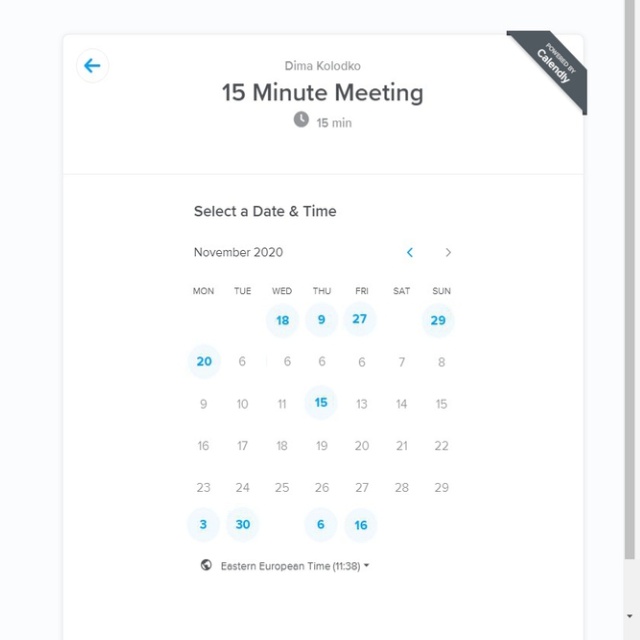 POWERED BY
Calendly
Dima Kolodko
15 Minute Meeting
15 min
Select a Date & Time
November 2020
MON TUE WED THU FRI SAT SUN
18 9 27 29
20 6 6 6 6 7 8
9 10 11 15 13 14 15
16 17 18 19 20 21 22
23 24 25 26 27 28 29
3 30 6 16
Eastern European Time (11:38)